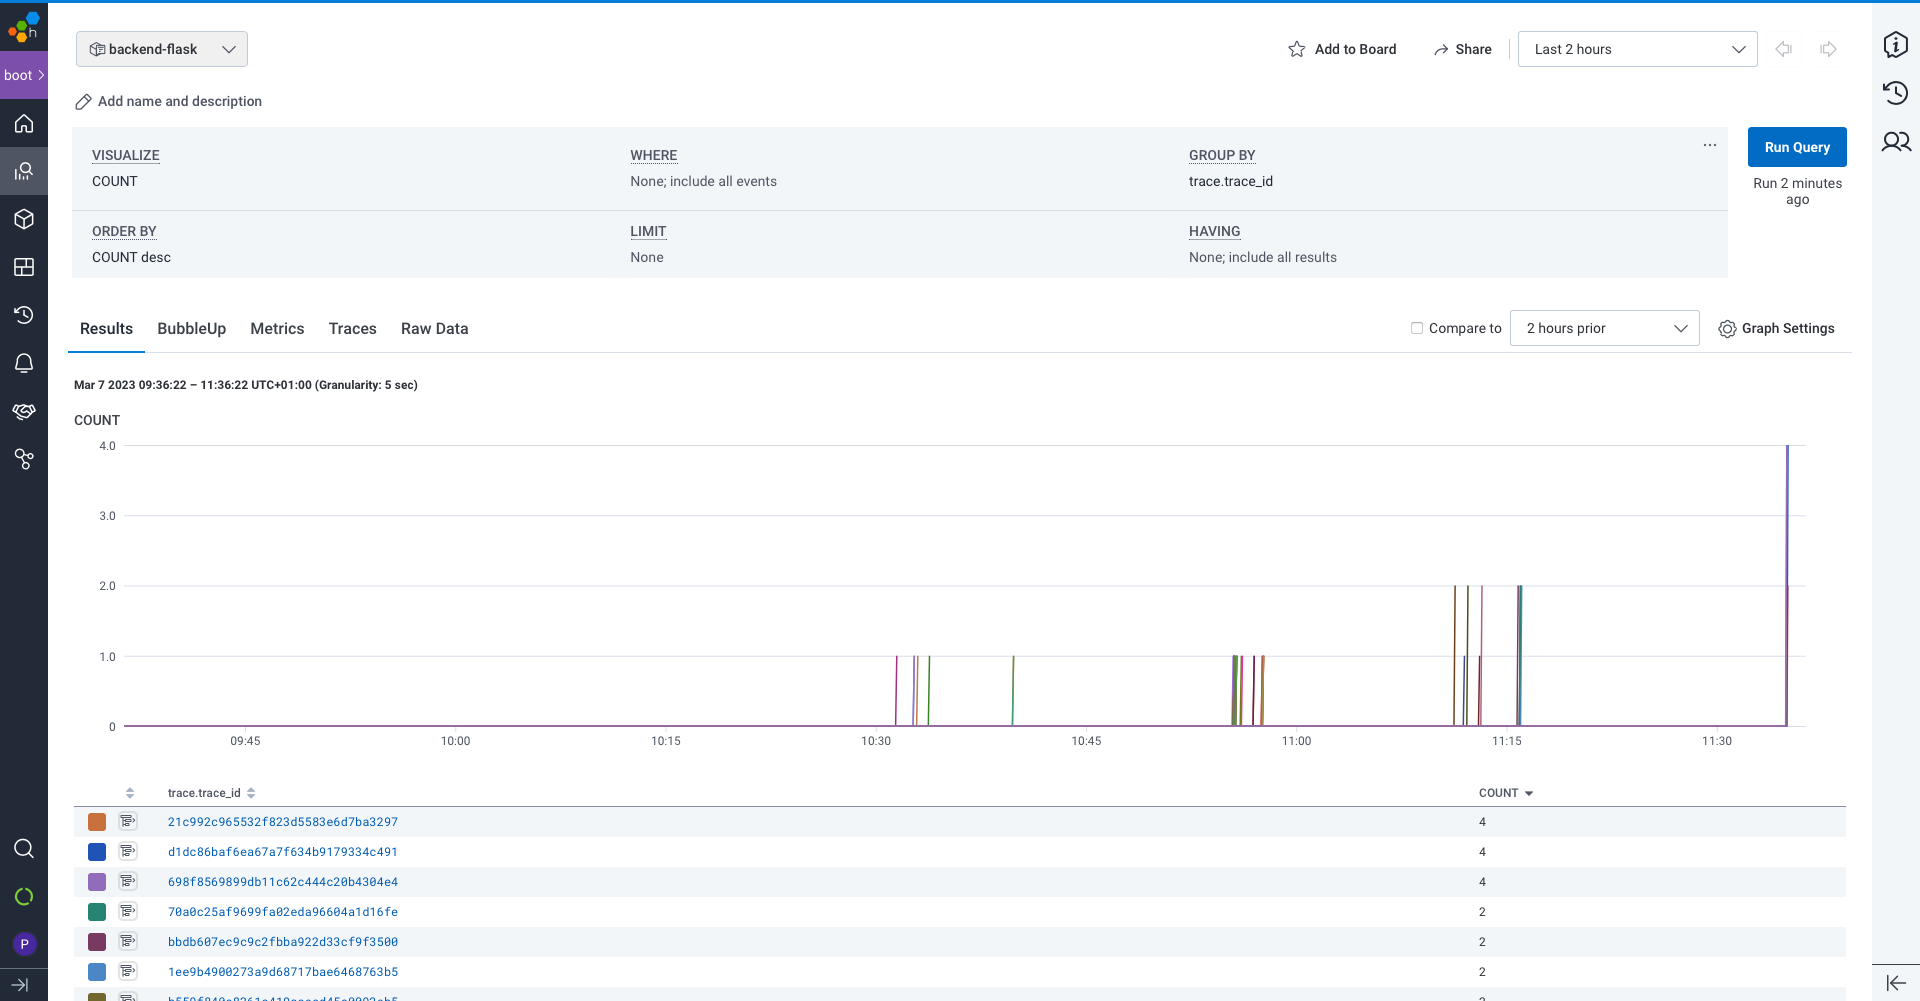 h
backend-flask
Add to Board
Share
Last 2 hours
boot
Add name and description
VISUALIZE
WHERE
GROUP BY
Run Query
COUNT
None; include all events
trace.trace_id
Run 2 minutes
ago
ORDER BY
LIMIT
HAVING
COUNT desc
None
None; include all results
Results
BubbleUp
Metrics
Traces
Raw Data
Compare to
2 hours prior
Graph Settings
Mar 7 2023 09:36:22 – 11:36:22 UTC+01:00 (Granularity: 5 sec)
COUNT
4.0
3.0
2.0
1.0
0
09:45
10:00
10:15
10:30
10:45
11:00
11:15
11:30
trace.trace_id
COUNT
21c992c965532f823d5583e6d7ba3297
4
d1dc86baf6ea67a7f634b9179334c491
4
698f8569899db11c62c444c20b4304e4
4
70a0c25af9699fa02eda96604a1d16fe
2
bbdb607ec9c9c2fbba922d33cf9f3500
2
1ee9b4900273a9d68717bae6468763b5
2
P